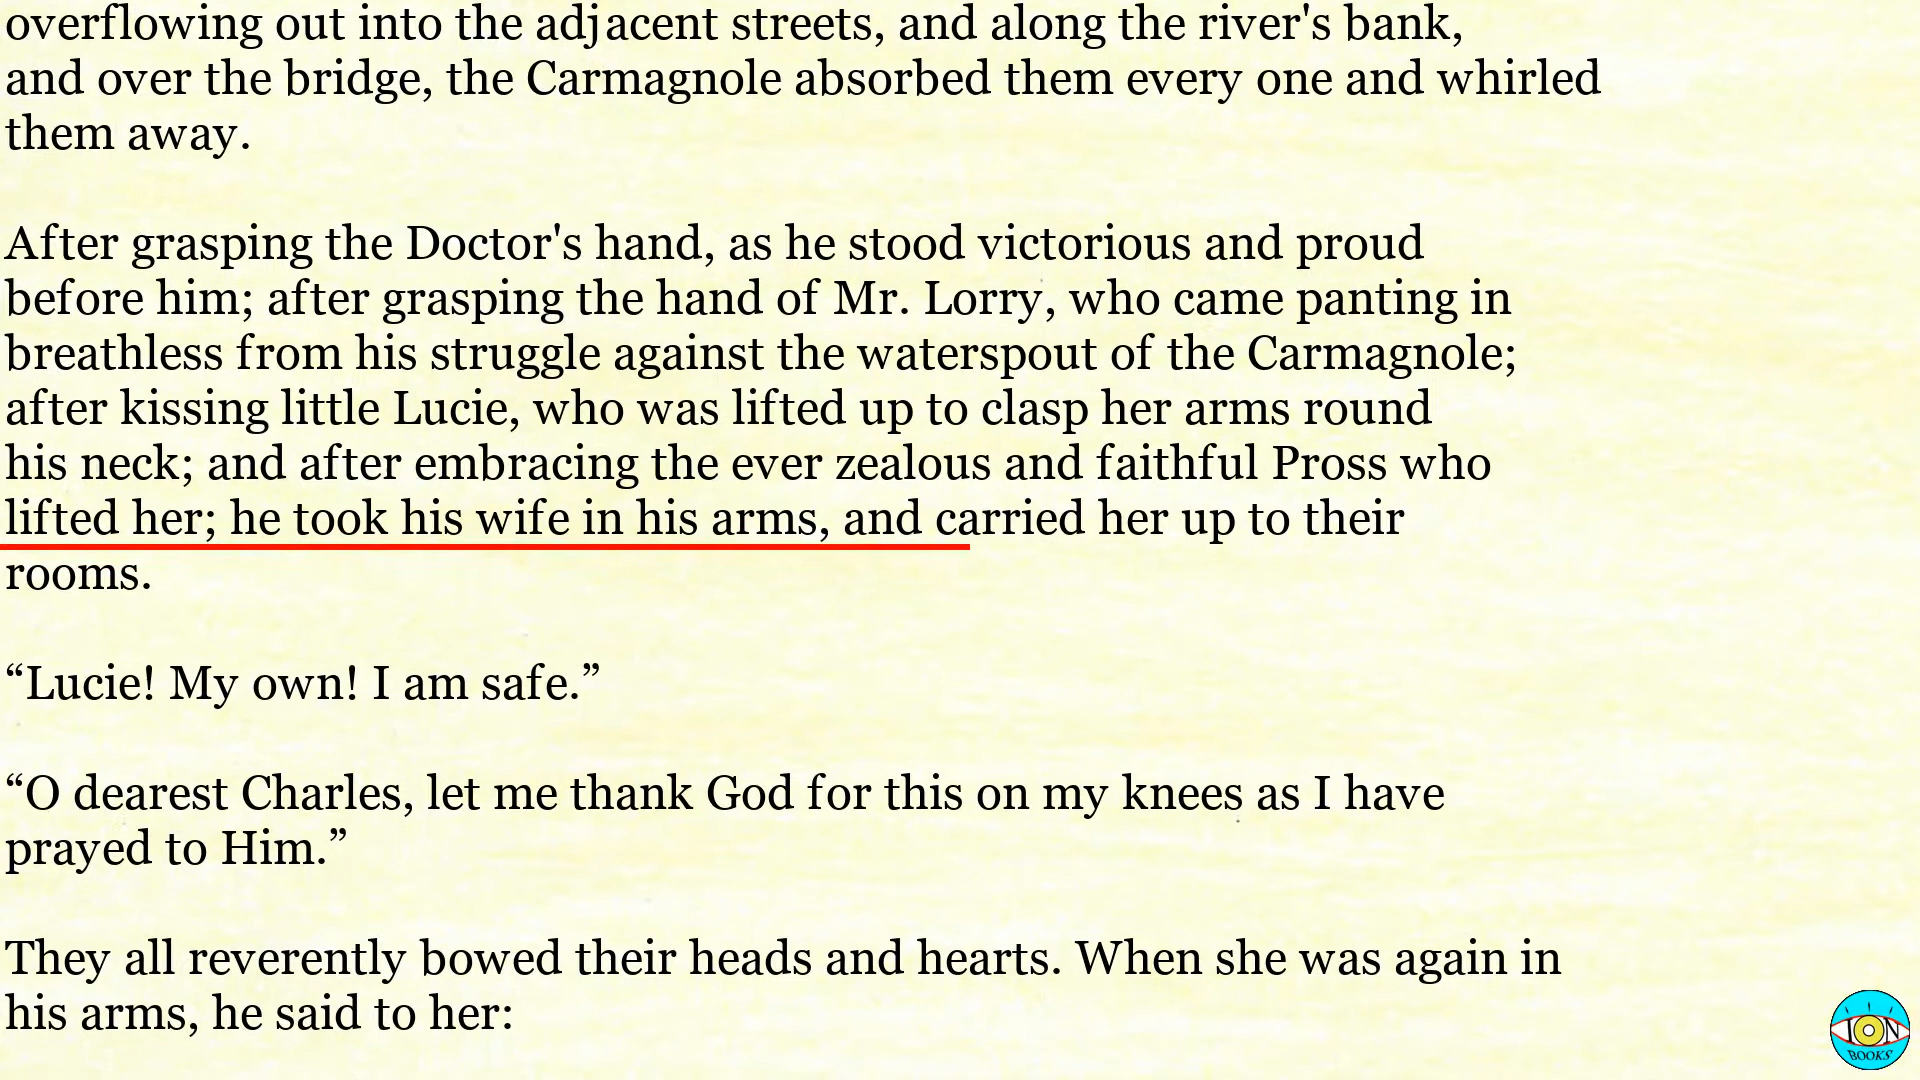 overflowing out into the adjacent streets, and along the river's bank,
and over the bridge, the Carmagnole absorbed them every one and whirled
them away.
After grasping the Doctor's hand, as he stood victorious and proud
before him; after grasping the hand of Mr. Lorry, who came panting in
breathless from his struggle against the waterspout of the Carmagnole;
after kissing little Lucie, who was lifted up to clasp her arms round
his neck; and after embracing the ever zealous and faithful Pross who
lifted her; he took his wife in his arms, and carried her up to their
rooms.
“Lucie! My own! I am safe.”
“O dearest Charles, let me thank God for this on my knees as I have
prayed to Him.”
They all reverently bowed their heads and hearts. When she was again in
his arms, he said to her:
ION
BOOKS